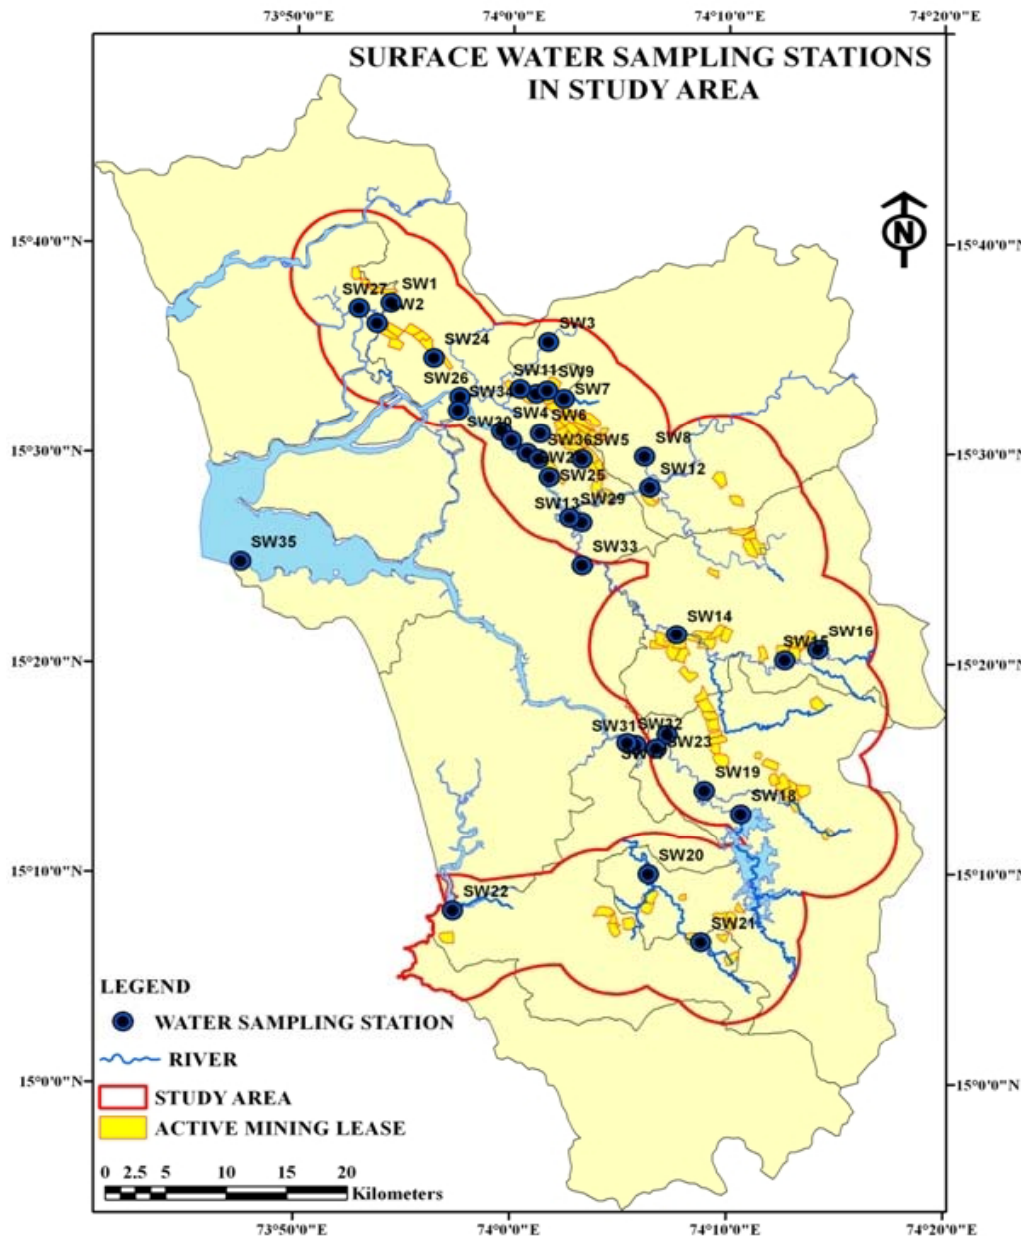 73°50'0"E
74°0'0"E
74°10'0"E
74°20'0"E
SURFACE WATER SAMPLING STATIONS
IN STUDY AREA
N
15°40'0"N
15°40'0"N
SW1
SW27
SW2
SW3
SW24
SW11
SW9
SW26
SW34
SW7
SW4
SW6
SW30
SW36
SW5
SW8
SW25
SW12
15°30'0"N
15°30'0"N
SW13
SW29
SW33
SW35
SW14
SW15
SW16
15°20'0"N
15°20'0"N
SW31
SW32
SW23
SW19
SW18
SW20
15°10'0"N
15°10'0"N
SW22
SW21
LEGEND
WATER SAMPLING STATION
RIVER
STUDY AREA
ACTIVE MINING LEASE
15°0'0"N
15°0'0"N
0 2.5 5 10 15 20
Kilometers
73°50'0"E
74°0'0"E
74°10'0"E
74°20'0"E